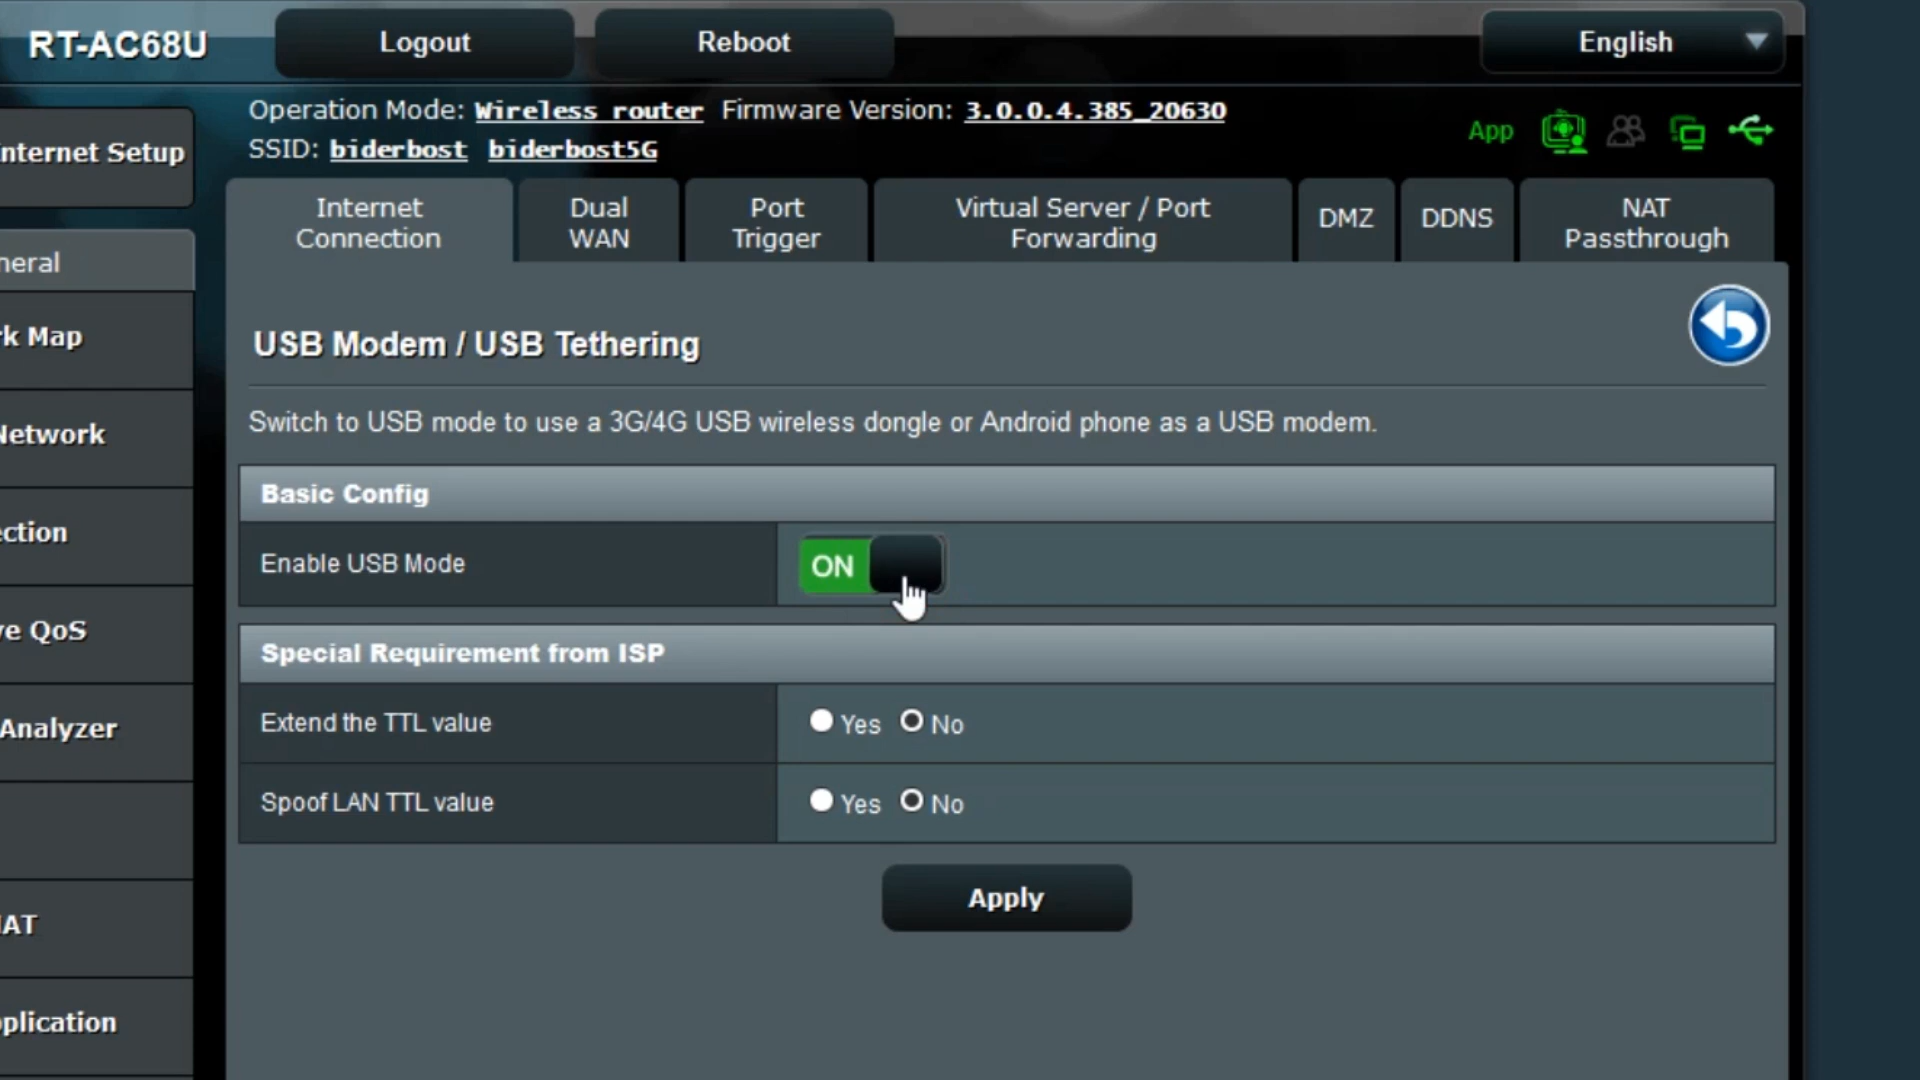 RT-AC68U Logout Reboot English
Operation Mode: Wireless router Firmware Version: 3.0.0.4.385_20630
SSID: biderbost biderbost5G
App
Internet Connection
Dual WAN
Port Trigger
Virtual Server / Port Forwarding
DMZ
DDNS
NAT Passthrough
nternet Setup
neral
rk Map
Network
ection
ve QoS
Analyzer
NAT
plication
USB Modem / USB Tethering
Switch to USB mode to use a 3G/4G USB wireless dongle or Android phone as a USB modem.
Basic Config
Enable USB Mode ON
Special Requirement from ISP
Extend the TTL value Yes No
Spoof LAN TTL value Yes No
Apply